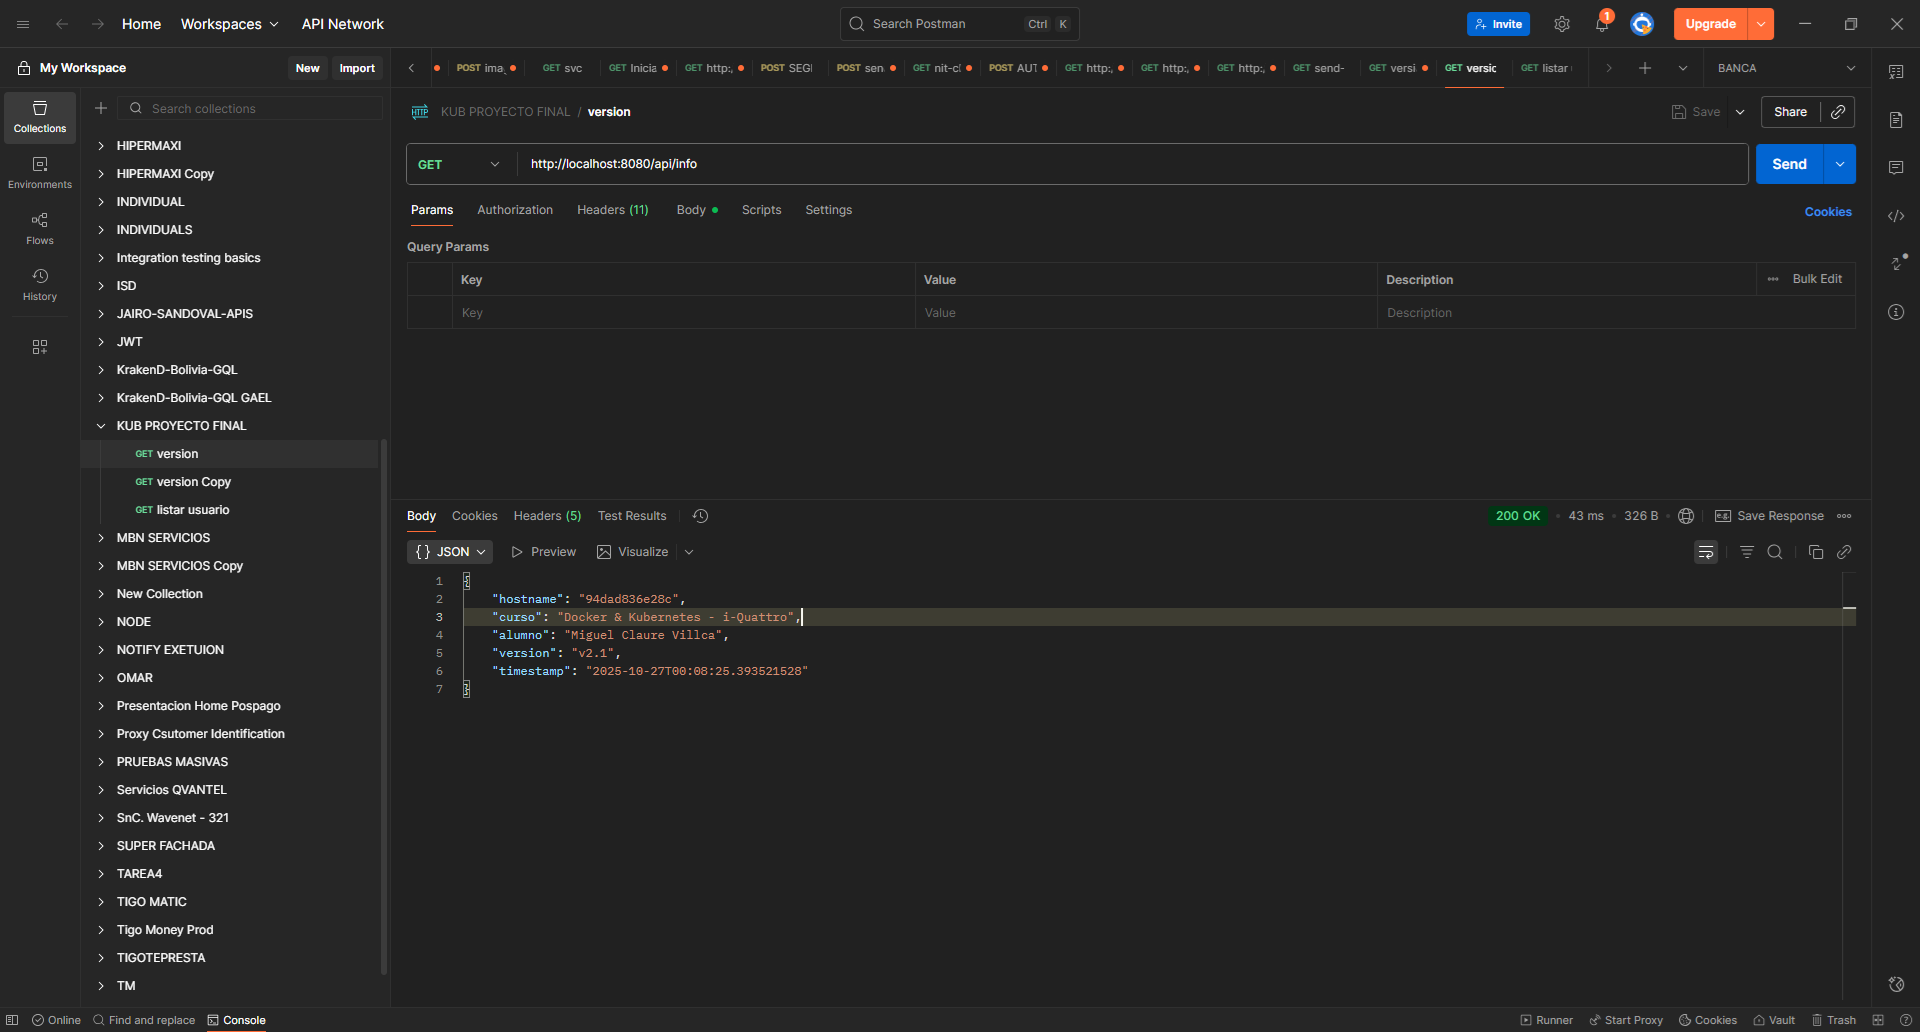 Home
Workspaces
API Network
Search Postman
Ctrl K
Invite
1
Upgrade
My Workspace
New
Import
POST ima
GET svc
GET Inicia
GET http:,
POST SEGI
POST sen
GET nit-cl
POST AUT
GET http:,
GET http:,
GET http:,
GET send-
GET versi
GET versic
GET listar
BANCA
Collections
Environments
Flows
History
Search collections
HIPERMAXI
HIPERMAXI Copy
INDIVIDUAL
INDIVIDUALS
Integration testing basics
ISD
JAIRO-SANDOVAL-APIS
JWT
KrakenD-Bolivia-GQL
KrakenD-Bolivia-GQL GAEL
KUB PROYECTO FINAL
GET version
GET version Copy
GET listar usuario
MBN SERVICIOS
MBN SERVICIOS Copy
New Collection
NODE
NOTIFY EXETUION
OMAR
Presentacion Home Pospago
Proxy Csutomer Identification
PRUEBAS MASIVAS
Servicios QVANTEL
SnC. Wavenet - 321
SUPER FACHADA
TAREA4
TIGO MATIC
Tigo Money Prod
TIGOTEPRESTA
TM
HTTP KUB PROYECTO FINAL / version
Save
Share
GET http://localhost:8080/api/info
Send
Params Authorization Headers (11) Body Scripts Settings
Cookies
Query Params
Key Value Description Bulk Edit
Key Value Description
Body Cookies Headers (5) Test Results
200 OK 43 ms 326 B
e.g. Save Response
{} JSON Preview Visualize
1 {
2 "hostname": "94dad836e28c",
3 "curso": "Docker & Kubernetes - i-Quattro",
4 "alumno": "Miguel Claure Villca",
5 "version": "v2.1",
6 "timestamp": "2025-10-27T00:08:25.393521528"
7 }
Online
Find and replace
Console
Runner
Start Proxy
Cookies
Vault
Trash